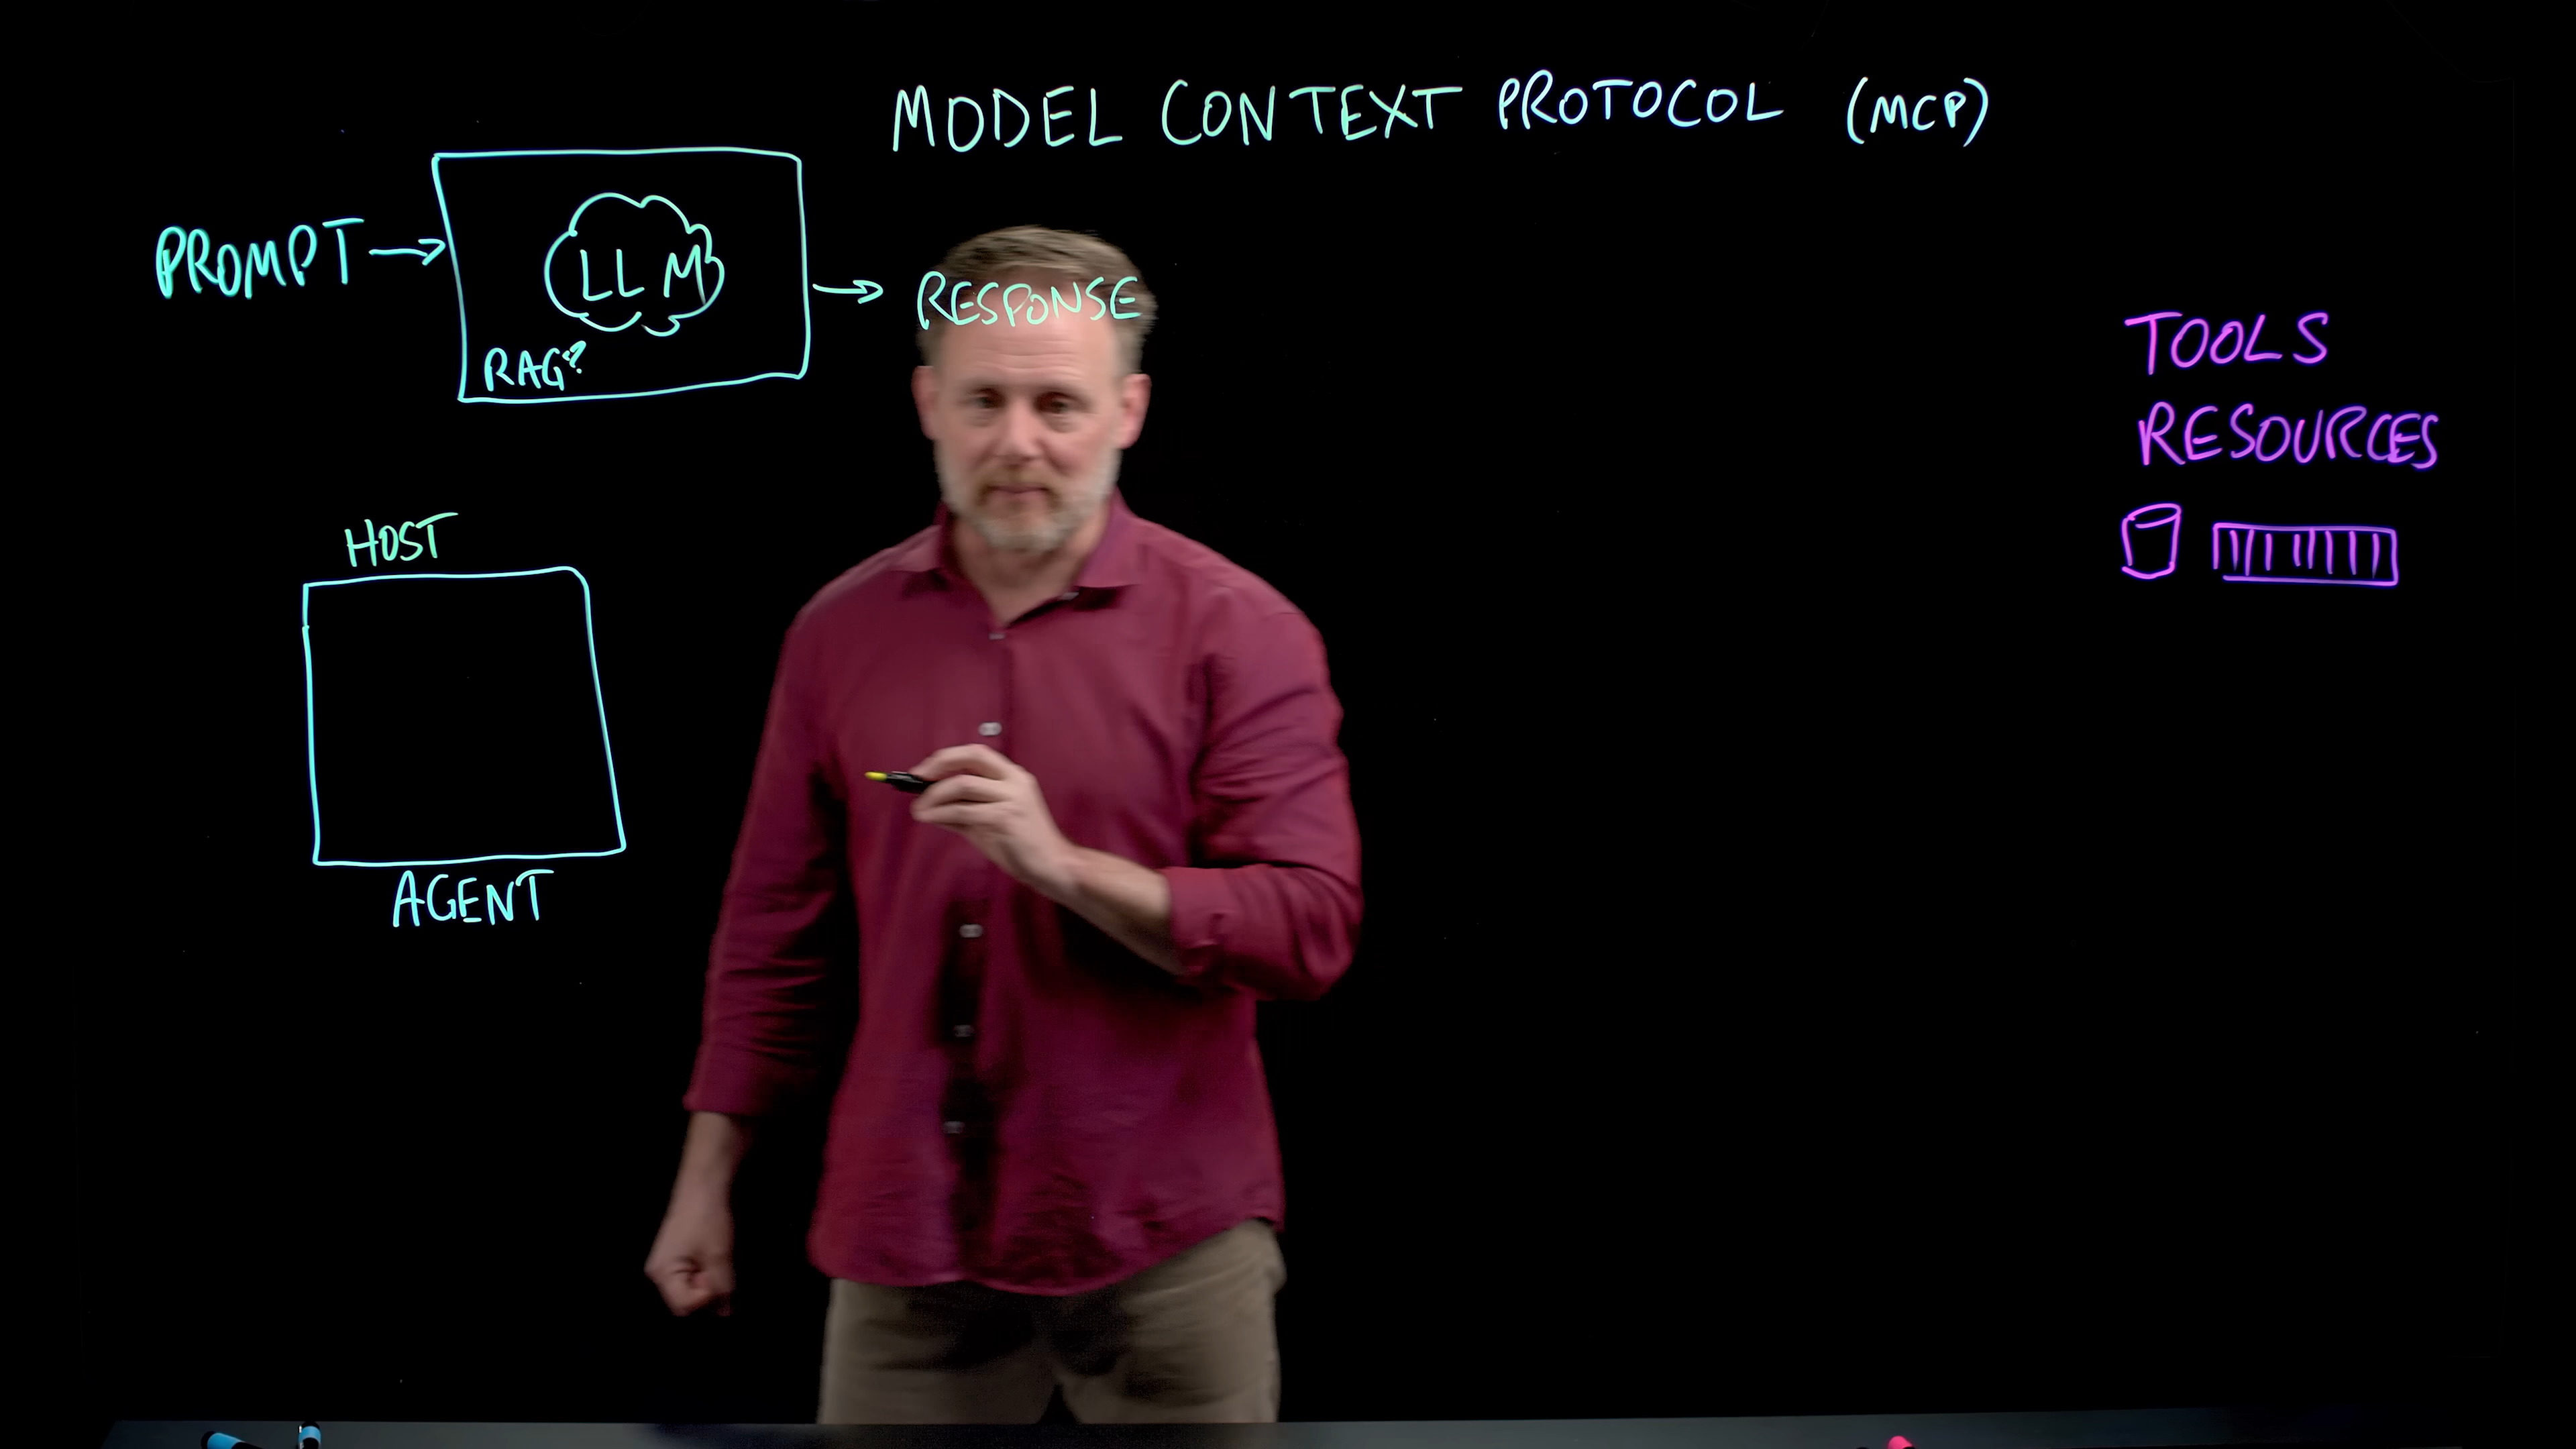 MODEL CONTEXT PROTOCOL (MCP)
PROMPT
LLM
RAG?
RESPONSE
TOOLS
RESOURCES
HOST
AGENT